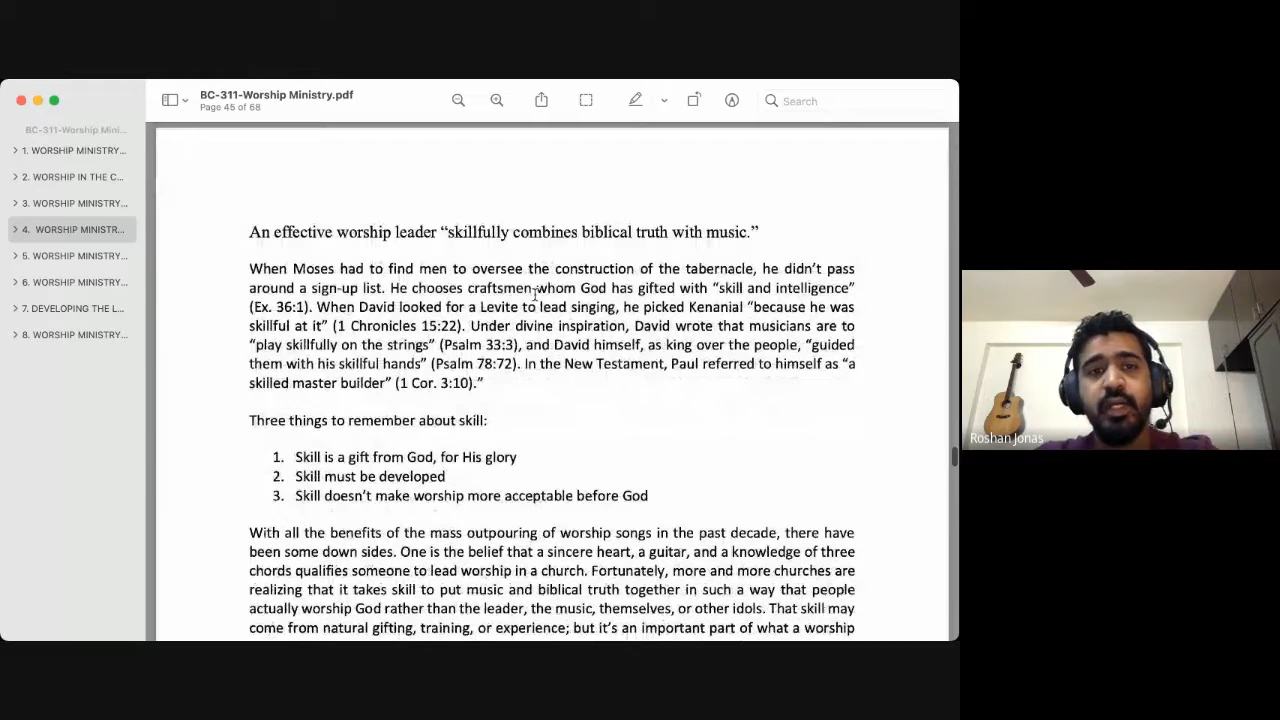 BC-311-Worship Ministry.pdf
Page 45 of 68
Search
BC-311-Worship Mini...
1. WORSHIP MINISTRY...
2. WORSHIP IN THE C...
3. WORSHIP MINISTRY...
4. WORSHIP MINISTR...
5. WORSHIP MINISTRY...
6. WORSHIP MINISTRY...
7. DEVELOPING THE L...
8. WORSHIP MINISTRY...
An effective worship leader “skillfully combines biblical truth with music.”
When Moses had to find men to oversee the construction of the tabernacle, he didn’t pass
around a sign-up list. He chooses craftsmen whom God has gifted with “skill and intelligence”
(Ex. 36:1). When David looked for a Levite to lead singing, he picked Kenanial “because he was
skillful at it” (1 Chronicles 15:22). Under divine inspiration, David wrote that musicians are to
“play skillfully on the strings” (Psalm 33:3), and David himself, as king over the people, “guided
them with his skillful hands” (Psalm 78:72). In the New Testament, Paul referred to himself as “a
skilled master builder” (1 Cor. 3:10).”
Three things to remember about skill:
1. Skill is a gift from God, for His glory
2. Skill must be developed
3. Skill doesn’t make worship more acceptable before God
With all the benefits of the mass outpouring of worship songs in the past decade, there have
been some down sides. One is the belief that a sincere heart, a guitar, and a knowledge of three
chords qualifies someone to lead worship in a church. Fortunately, more and more churches are
realizing that it takes skill to put music and biblical truth together in such a way that people
actually worship God rather than the leader, the music, themselves, or other idols. That skill may
come from natural gifting, training, or experience; but it’s an important part of what a worship
Roshan Jonas